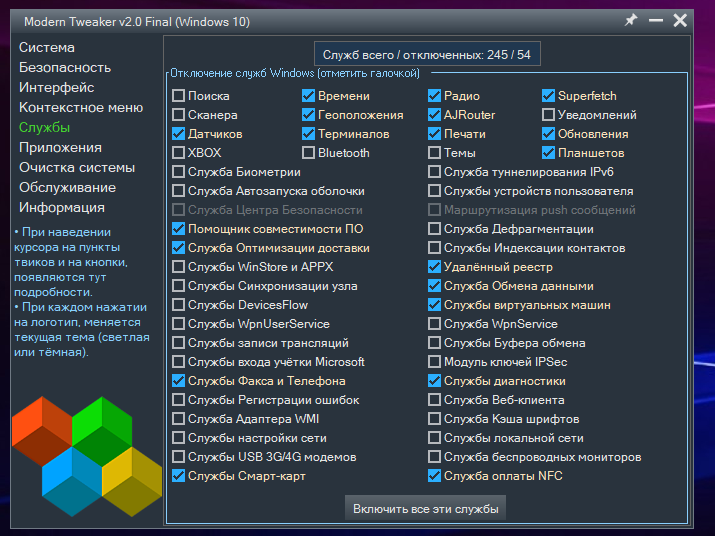 Modern Tweaker v2.0 Final (Windows 10)
Система
Безопасность
Интерфейс
Контекстное меню
Службы
Приложения
Очистка системы
Обслуживание
Информация
• При наведении
курсора на пункты
твиков и на кнопки,
появляются тут
подробности.
• При каждом нажатии
на логотип, меняется
текущая тема (светлая
или тёмная).
Служб всего / отключенных: 245 / 54
Отключение служб Windows (отметить галочкой)
Поиска Времени Радио Superfetch
Сканера Геоположения AJRouter Уведомлений
Датчиков Терминалов Печати Обновления
XBOX Bluetooth Темы Планшетов
Служба Биометрии Служба туннелирования IPv6
Служба Автозапуска оболочки Службы устройств пользователя
Служба Центра Безопасности Маршрутизация push сообщений
Помощник совместимости ПО Служба Дефрагментации
Служба Оптимизации доставки Службы Индексации контактов
Службы WinStore и APPX Удалённый реестр
Службы Синхронизации узла Служба Обмена данными
Службы DevicesFlow Службы виртуальных машин
Службы WpnUserService Служба WpnService
Службы записи трансляций Службы Буфера обмена
Службы входа учётки Microsoft Модуль ключей IPSec
Службы Факса и Телефона Службы диагностики
Службы Регистрации ошибок Служба Веб-клиента
Служба Адаптера WMI Служба Кэша шрифтов
Службы настройки сети Службы локальной сети
Службы USB 3G/4G модемов Служба беспроводных мониторов
Службы Смарт-карт Служба оплаты NFC
Включить все эти службы